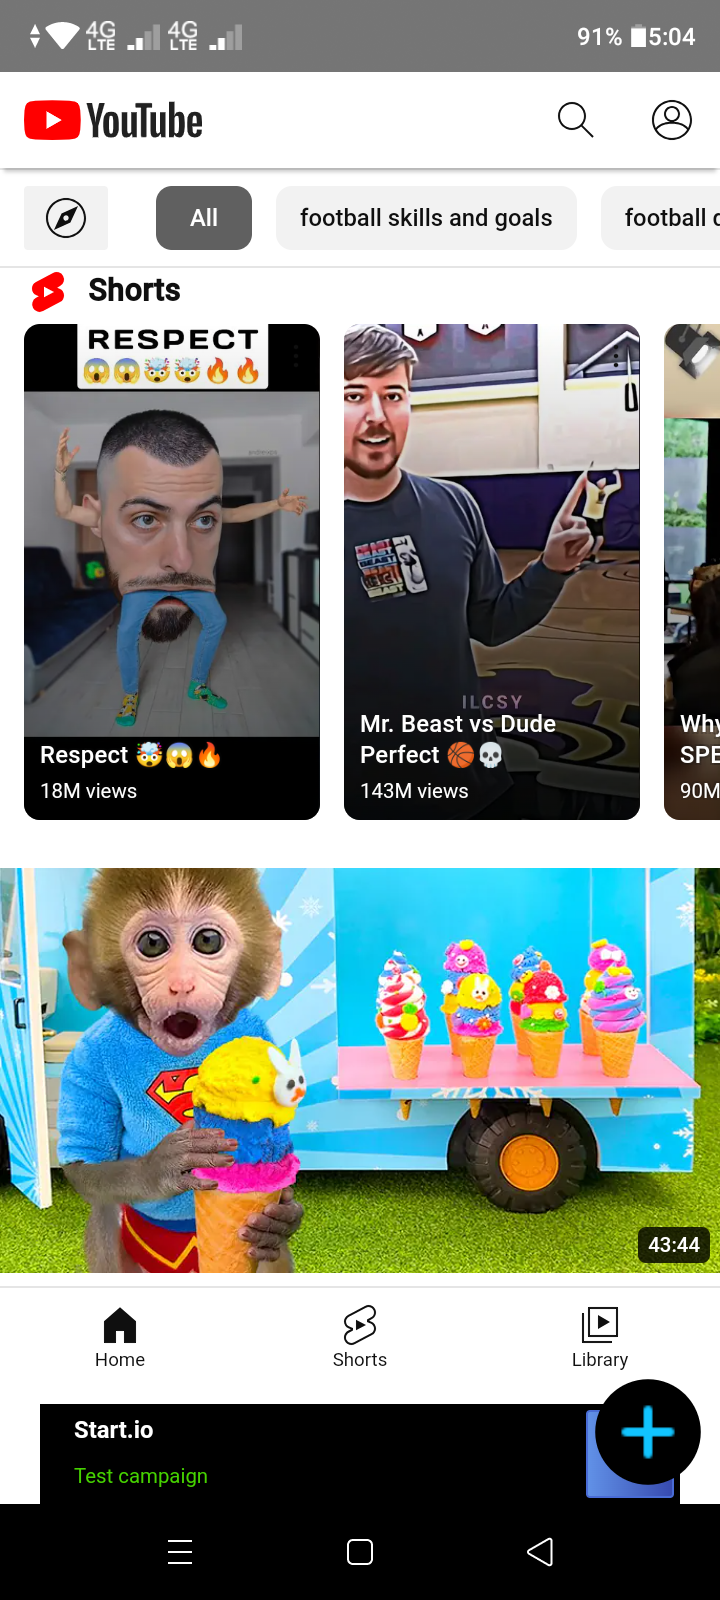 4G LTE 4G LTE 91% 5:04
YouTube
All football skills and goals football
Shorts
RESPECT
ILCSY
Respect 🤯😱🔥
18M views
Mr. Beast vs Dude
Perfect 🏀💀
143M views
Why
SPE
90M
43:44
Home Shorts Library
Start.io
Test campaign